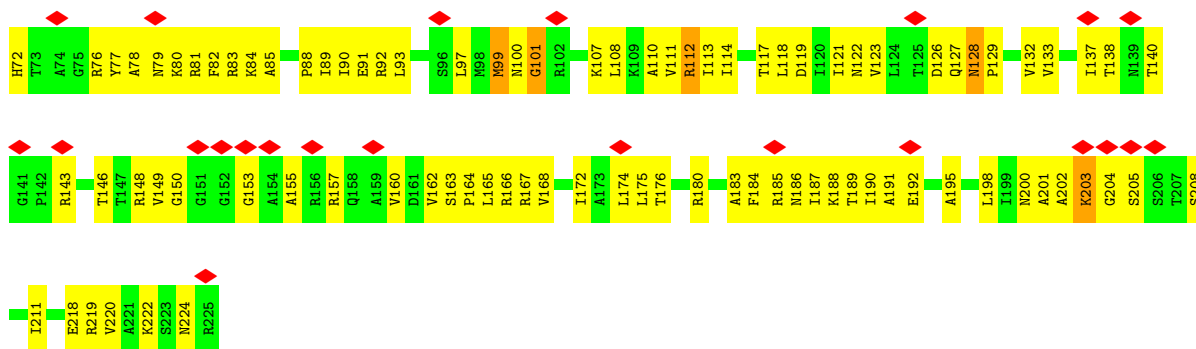 H72 T73 A74 G75 R76 Y77 A78 N79 K80 R81 F82 R83 K84 A85 P88 I89 I90 E91 R92 L93 S96 L97 M98 M99 N100 G101 R102 K107 L108 K109 A110 V111 R112 I113 I114 T117 L118 D119 I120 I121 N122 V123 L124 T125 D126 Q127 N128 P129 V132 V133 I137 T138 N139 T140
G141 P142 R143 T146 T147 R148 V149 G150 G151 G152 G153 A154 A155 R156 R157 Q158 A159 V160 D161 V162 S163 P164 L165 R166 R167 V168 I172 A173 L174 L175 T176 R180 A183 F184 R185 N186 I187 K188 T189 I190 A191 E192 A195 L198 I199 N200 A201 A202 K203 G204 S205 S206 T207 S208
I211 E218 R219 V220 A221 K222 S223 N224 R225